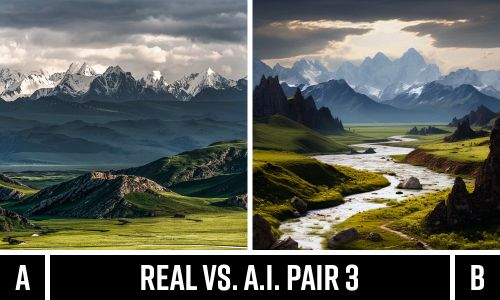 A REAL VS. A.I. PAIR 3 B